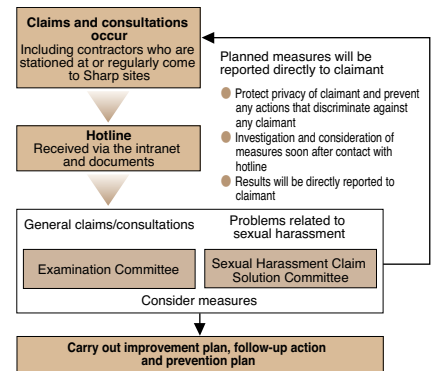 Claims and consultations
occur
Including contractors who are
stationed at or regularly come
to Sharp sites
Planned measures will be
reported directly to claimant
Protect privacy of claimant and prevent
any actions that discriminate against
any claimant
Investigation and consideration of
measures soon after contact with
hotline
Results will be directly reported to
claimant
Hotline
Received via the intranet
and documents
General claims/consultations
Problems related to
sexual harassment
Examination Committee
Sexual Harassment Claim
Solution Committee
Consider measures
Carry out improvement plan, follow-up action
and prevention plan